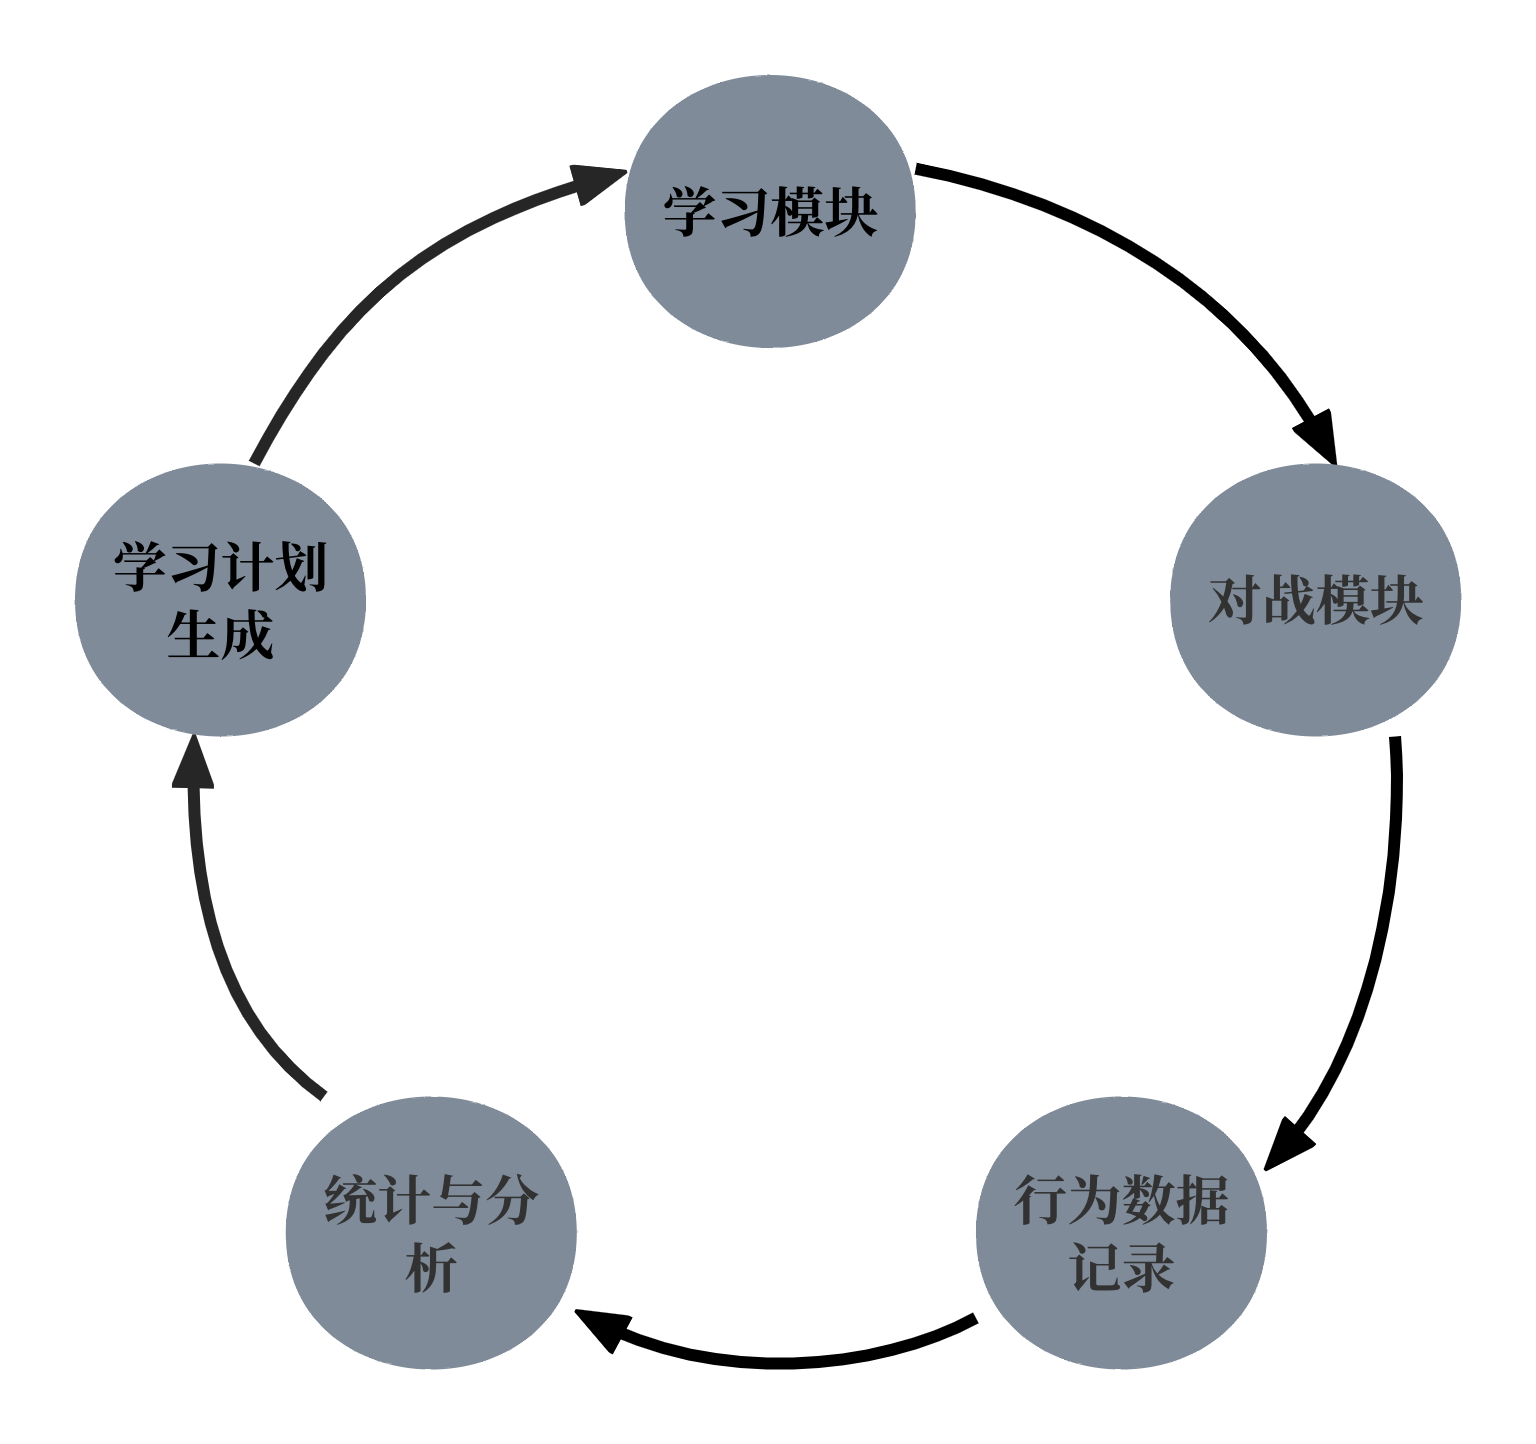 学习模块
对战模块
行为数据
记录
统计与分
析
学习计划
生成